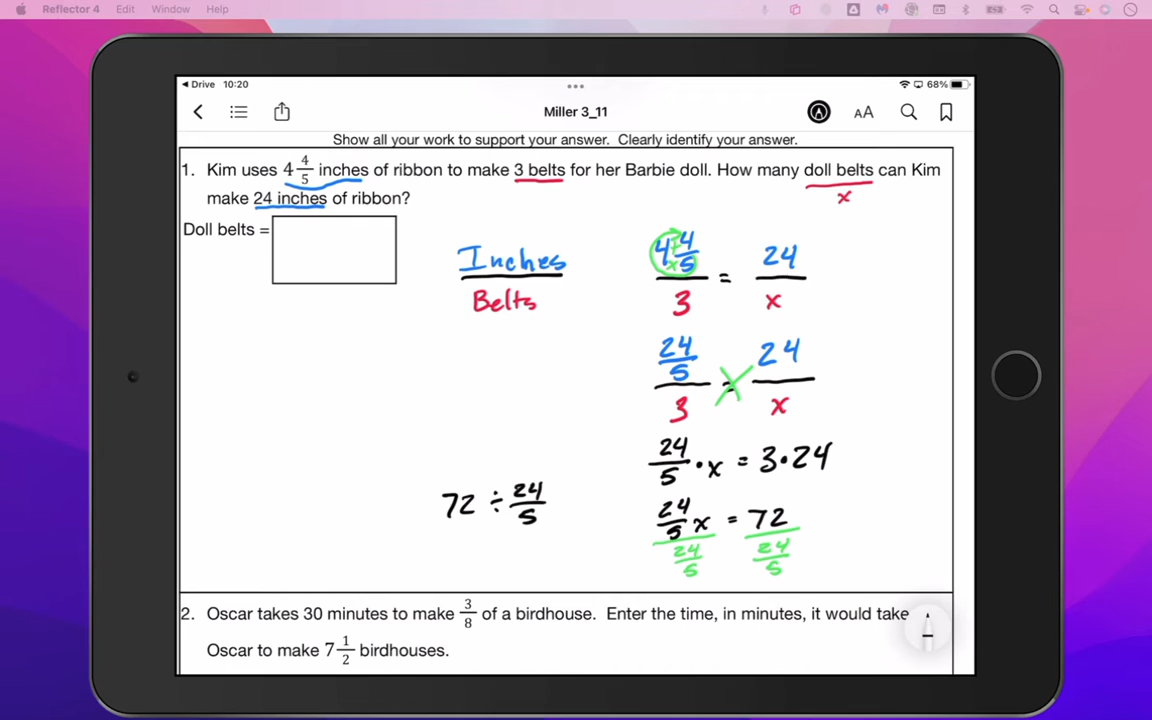 Reflector 4 Edit Window Help
Drive 10:20
68%
Miller 3_11
AA
Show all your work to support your answer. Clearly identify your answer.
1. Kim uses 4 4/5 inches of ribbon to make 3 belts for her Barbie doll. How many doll belts can Kim
make 24 inches of ribbon?
x
Doll belts =
Inches
Belts
4 + 4/5 x
3
=
24
x
24/5
3
=
24
x
24/5 • x = 3•24
72 ÷ 24/5
24/5 x = 72
24/5 24/5
2. Oscar takes 30 minutes to make 3/8 of a birdhouse. Enter the time, in minutes, it would take
Oscar to make 7 1/2 birdhouses.